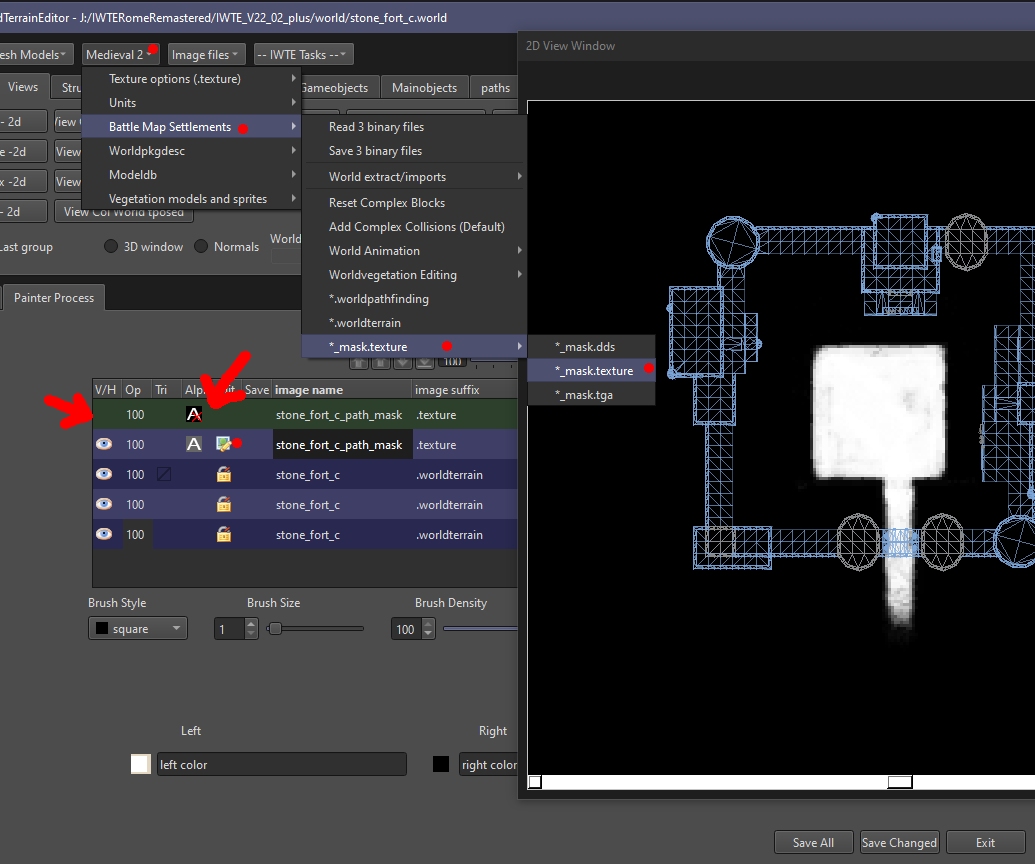 dTerrainEditor - J:/IWTERomeRemastered/IWTE_V22_02_plus/world/stone_fort_c.world
esh Models Medieval 2 Image files -- IWTE Tasks --
2D View Window
Views Stru Gameobjects Mainobjects paths
Texture options (.texture)
Units
Battle Map Settlements
Worldpkgdesc
Modeldb
Vegetation models and sprites
- 2d View
e -2d View
x -2d View
- 2d View Col World tposed
Last group 3D window Normals World
Read 3 binary files
Save 3 binary files
World extract/imports
Reset Complex Blocks
Add Complex Collisions (Default)
World Animation
Worldvegetation Editing
*.worldpathfinding
*.worldterrain
*_mask.texture
*_mask.dds
*_mask.texture
*_mask.tga
Painter Process
100
V/H Op Tri Alp Save image name image suffix
100 A stone_fort_c_path_mask .texture
100 A stone_fort_c_path_mask .texture
100 stone_fort_c .worldterrain
100 stone_fort_c .worldterrain
100 stone_fort_c .worldterrain
Brush Style Brush Size Brush Density
square 1 100
Left Right
left color right color
Save All Save Changed Exit